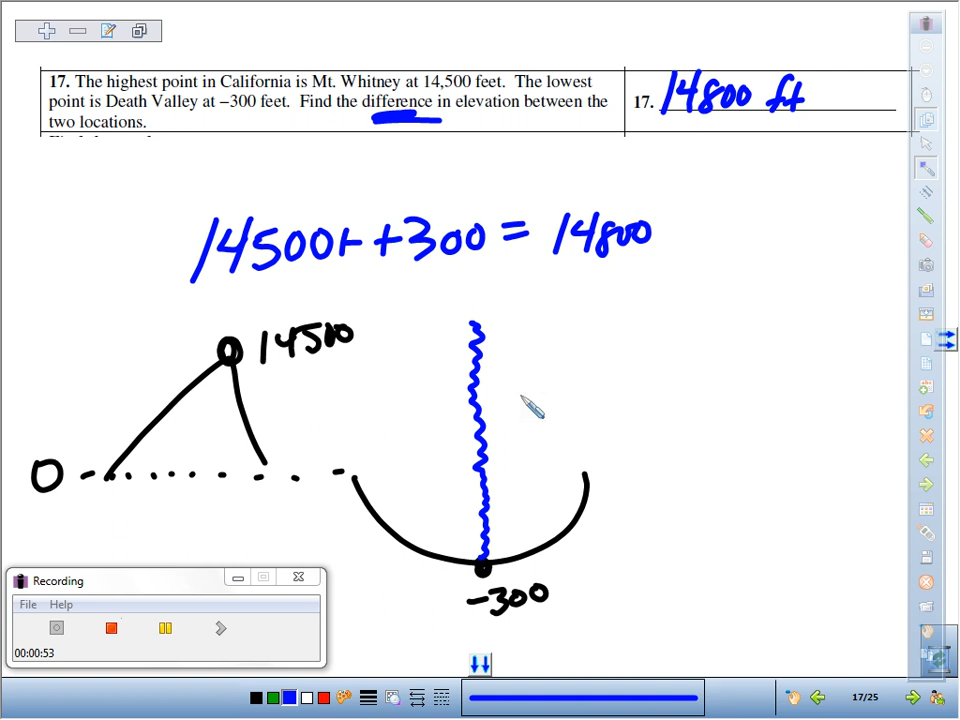 17. The highest point in California is Mt. Whitney at 14,500 feet. The lowest
point is Death Valley at −300 feet. Find the difference in elevation between the
two locations.
17. 14800 ft
14500+ +300 = 14800
14500
0
-300
Recording
File Help
00:00:53
17/25